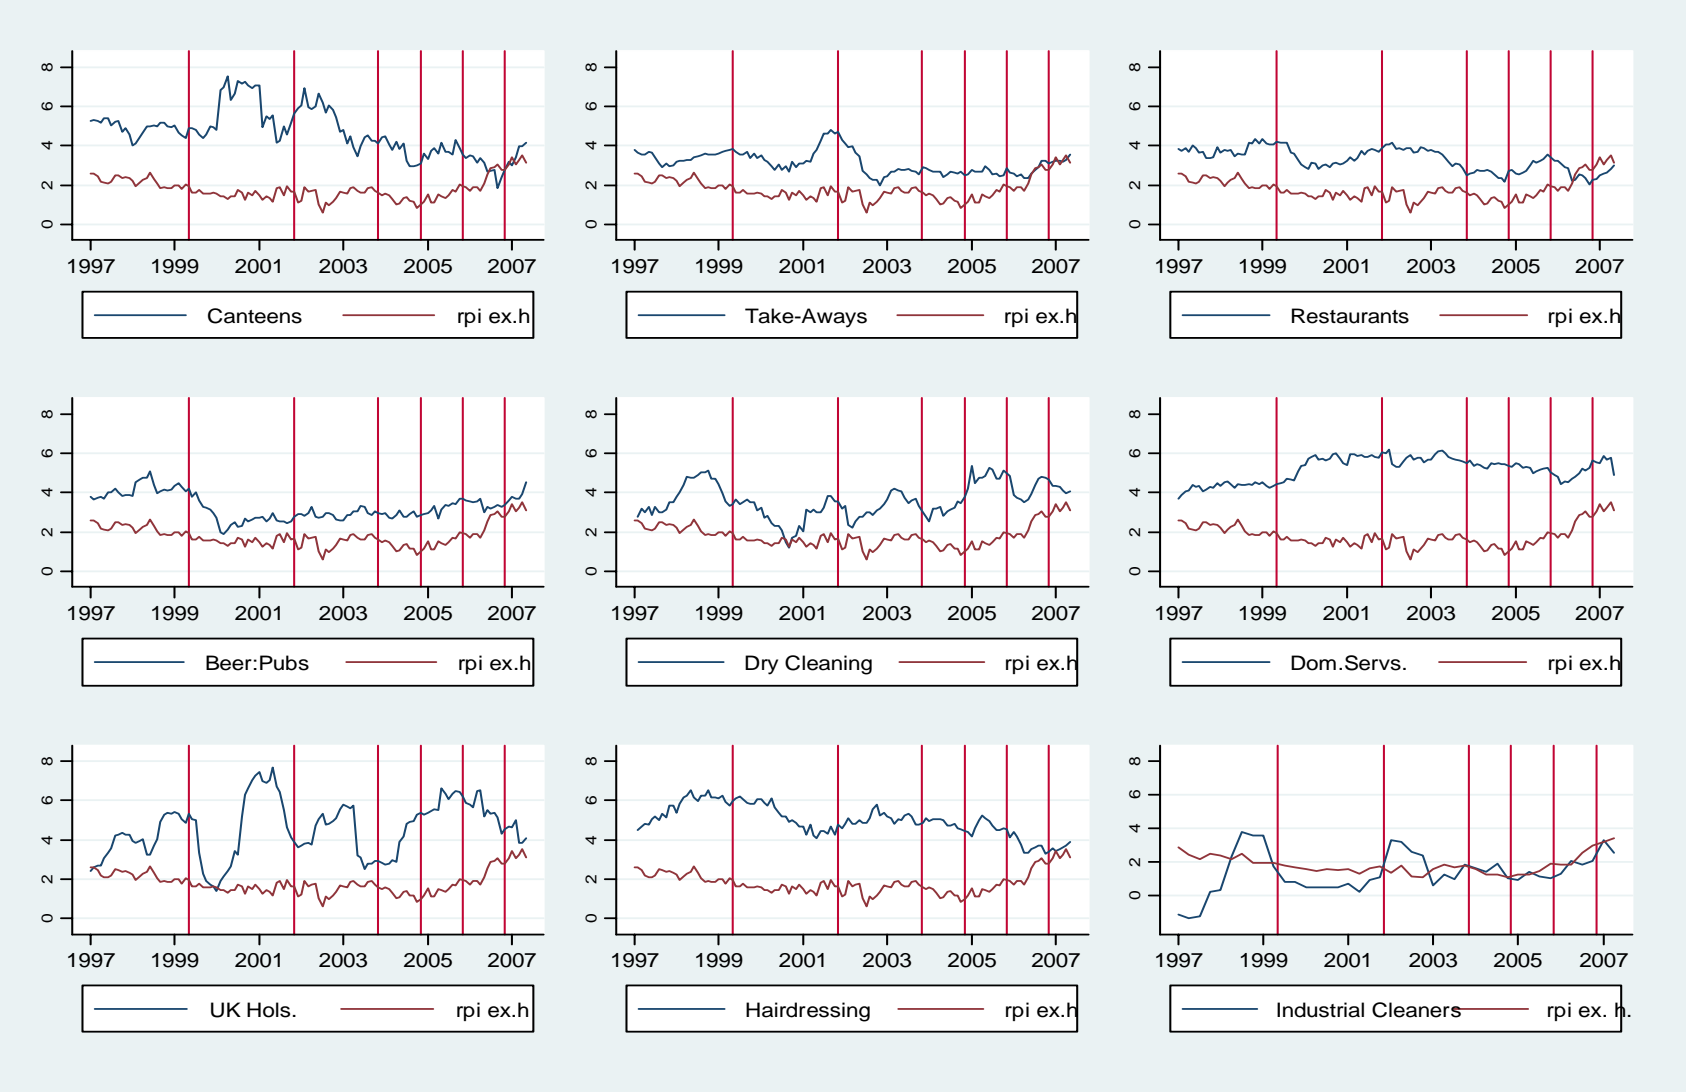 8
6
4
2
0
1997 1999 2001 2003 2005 2007
Canteens rpi ex.h
8
6
4
2
0
1997 1999 2001 2003 2005 2007
Take-Aways rpi ex.h
8
6
4
2
0
1997 1999 2001 2003 2005 2007
Restaurants rpi ex.h
8
6
4
2
0
1997 1999 2001 2003 2005 2007
Beer:Pubs rpi ex.h
8
6
4
2
0
1997 1999 2001 2003 2005 2007
Dry Cleaning rpi ex.h
8
6
4
2
0
1997 1999 2001 2003 2005 2007
Dom.Servs. rpi ex.h
8
6
4
2
0
1997 1999 2001 2003 2005 2007
UK Hols. rpi ex.h
8
6
4
2
0
1997 1999 2001 2003 2005 2007
Hairdressing rpi ex.h
8
6
4
2
0
1997 1999 2001 2003 2005 2007
Industrial Cleaners rpi ex. h.